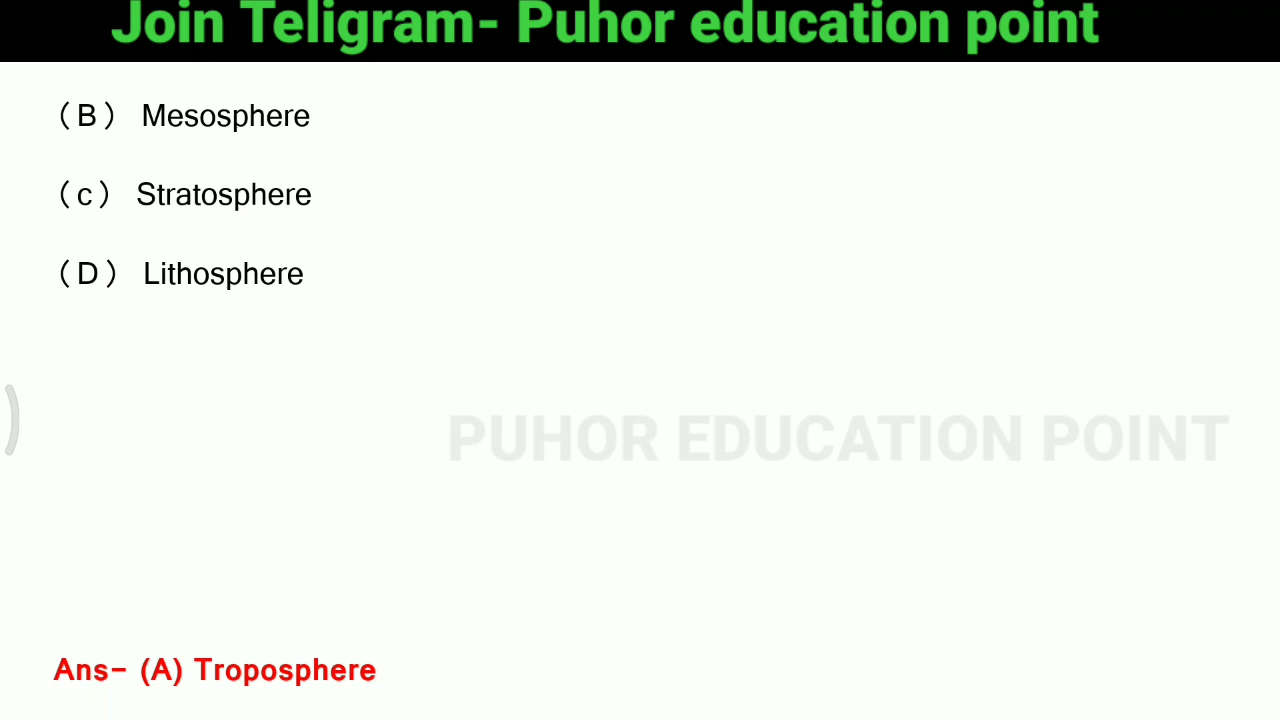 Join Teligram- Puhor education point
(B) Mesosphere
(c) Stratosphere
(D) Lithosphere
PUHOR EDUCATION POINT
Ans- (A) Troposphere